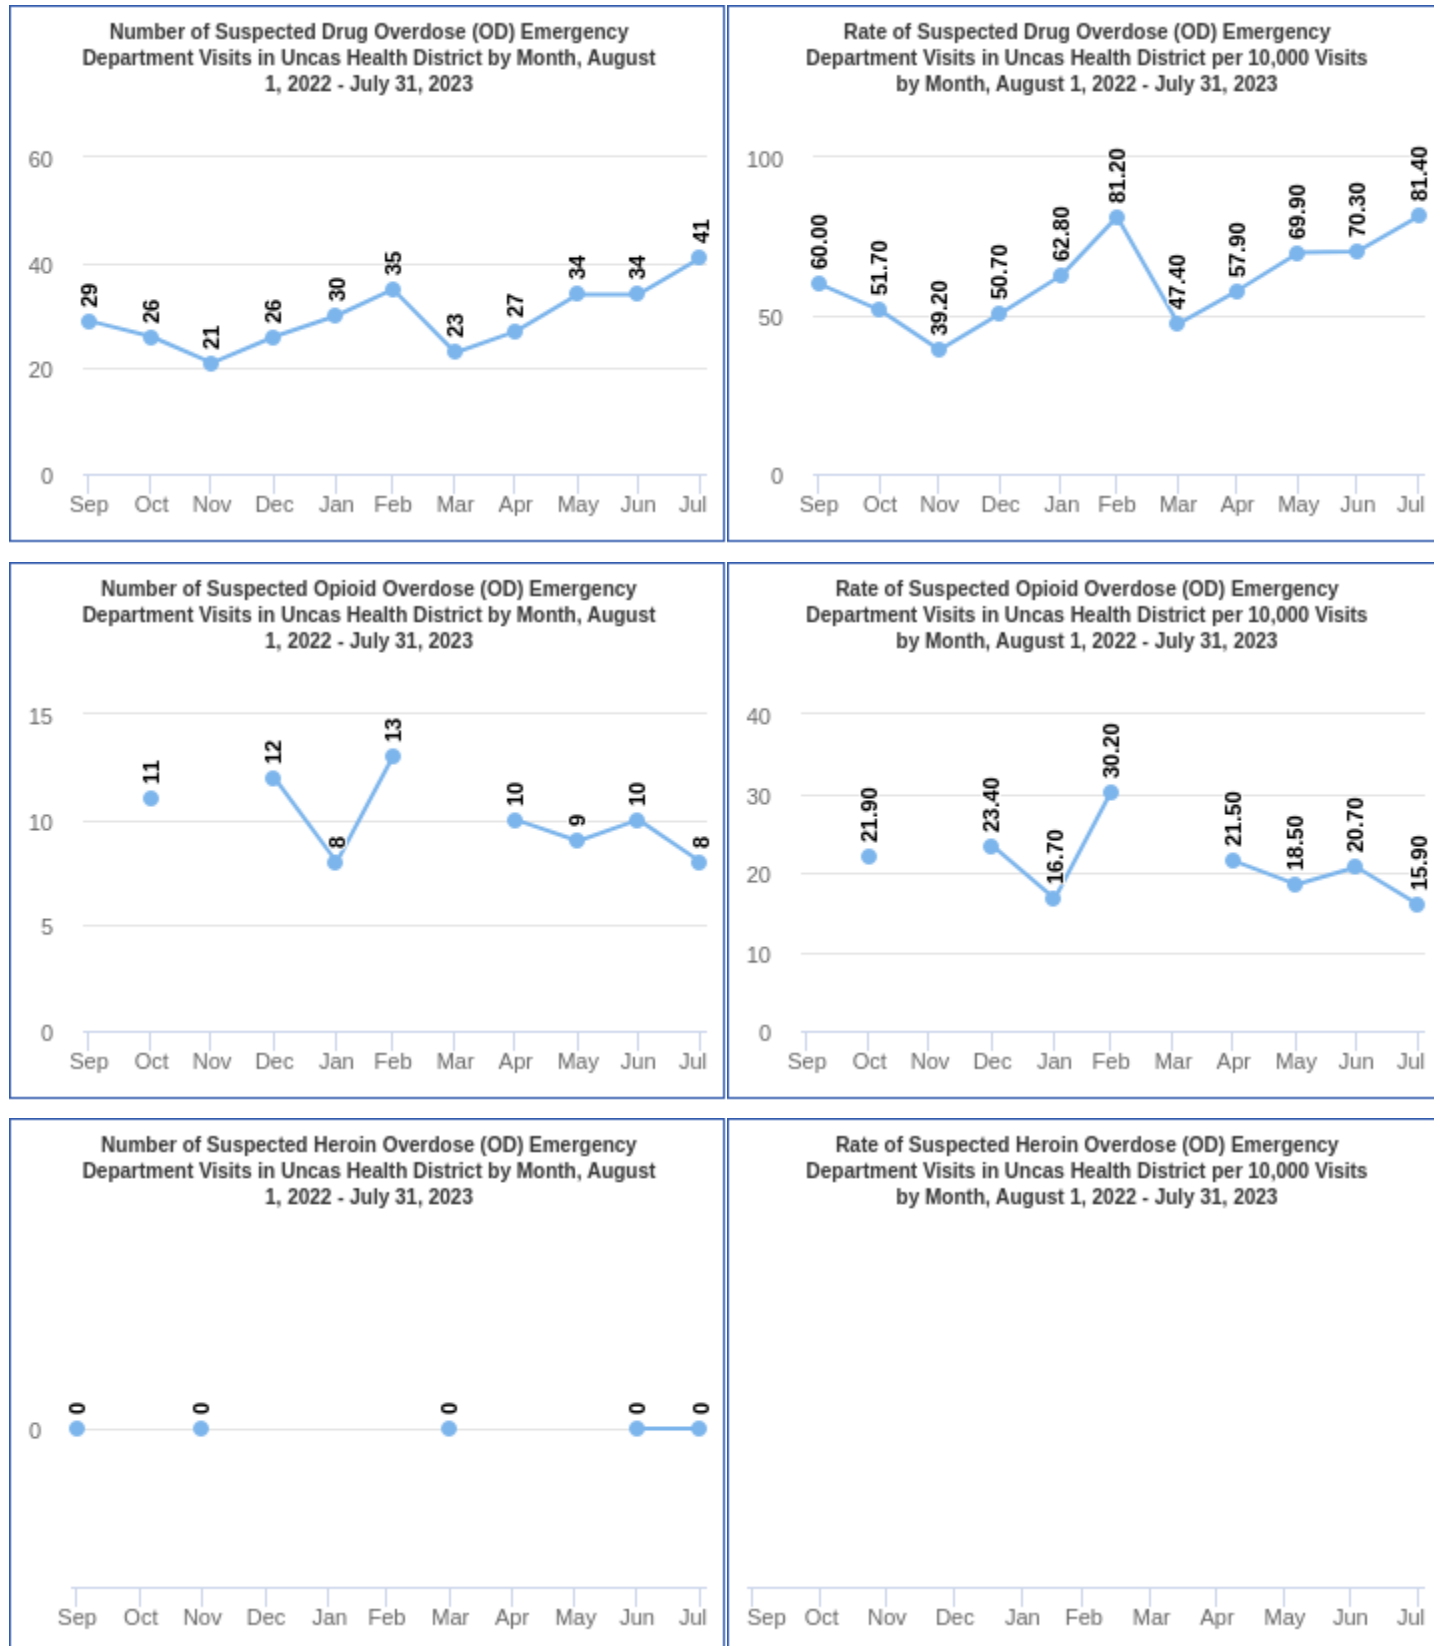 Number of Suspected Drug Overdose (OD) Emergency
Department Visits in Uncas Health District by Month, August
1, 2022 - July 31, 2023
60
40
20
0
29
26
21
26
30
35
23
27
34
34
41
Sep Oct Nov Dec Jan Feb Mar Apr May Jun Jul
Rate of Suspected Drug Overdose (OD) Emergency
Department Visits in Uncas Health District per 10,000 Visits
by Month, August 1, 2022 - July 31, 2023
100
50
0
60.00
51.70
39.20
50.70
62.80
81.20
47.40
57.90
69.90
70.30
81.40
Sep Oct Nov Dec Jan Feb Mar Apr May Jun Jul
Number of Suspected Opioid Overdose (OD) Emergency
Department Visits in Uncas Health District by Month, August
1, 2022 - July 31, 2023
15
10
5
0
11
12
8
13
10
9
10
8
Sep Oct Nov Dec Jan Feb Mar Apr May Jun Jul
Rate of Suspected Opioid Overdose (OD) Emergency
Department Visits in Uncas Health District per 10,000 Visits
by Month, August 1, 2022 - July 31, 2023
40
30
20
10
0
21.90
23.40
16.70
30.20
21.50
18.50
20.70
15.90
Sep Oct Nov Dec Jan Feb Mar Apr May Jun Jul
Number of Suspected Heroin Overdose (OD) Emergency
Department Visits in Uncas Health District by Month, August
1, 2022 - July 31, 2023
0
0
0
0
0
0
Sep Oct Nov Dec Jan Feb Mar Apr May Jun Jul
Rate of Suspected Heroin Overdose (OD) Emergency
Department Visits in Uncas Health District per 10,000 Visits
by Month, August 1, 2022 - July 31, 2023
Sep Oct Nov Dec Jan Feb Mar Apr May Jun Jul